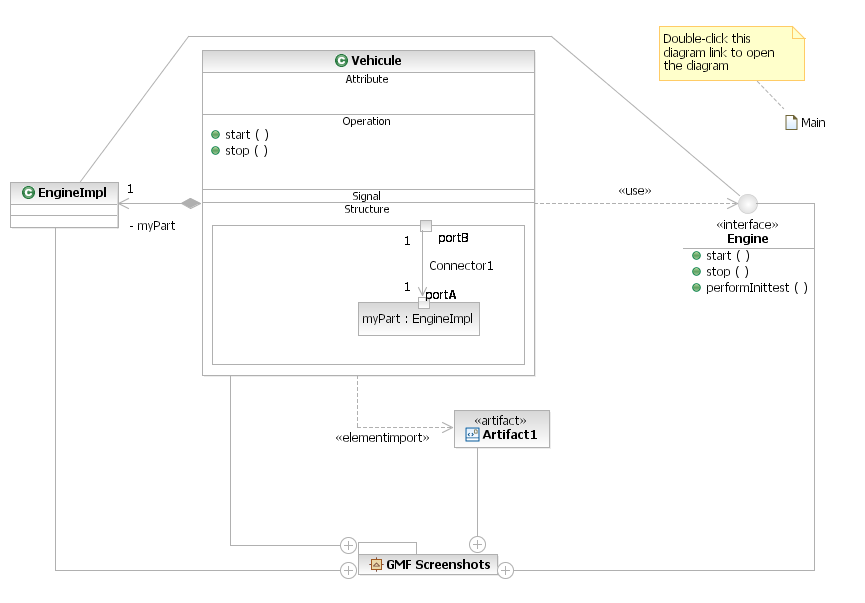 Double-click this
diagram link to open
the diagram
Main
Vehicule
Attribute
Operation
start ( )
stop ( )
Signal
Structure
portB
1
Connector1
1
portA
myPart : EngineImpl
EngineImpl
1
- myPart
«use»
«interface»
Engine
start ( )
stop ( )
performInittest ( )
«elementimport»
«artifact»
Artifact1
GMF Screenshots